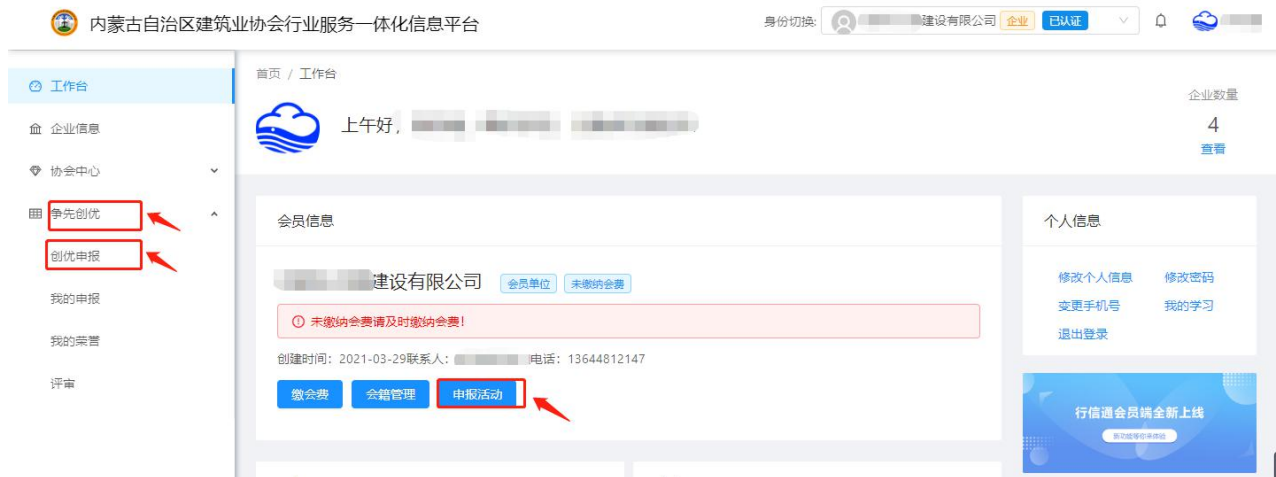 内蒙古自治区建筑业协会行业服务一体化信息平台
身份切换: 建设有限公司 企业 已认证
工作台
企业信息
协会中心
争先创优
创优申报
我的申报
我的荣誉
评审
首页 / 工作台
上午好,
企业数量
4
查看
会员信息
建设有限公司 会员单位 未缴纳会费
未缴纳会费请及时缴纳会费!
创建时间: 2021-03-29联系人: 电话: 13644812147
缴会费 会籍管理 申报活动
个人信息
修改个人信息 修改密码
变更手机号 我的学习
退出登录
行信通会员端全新上线